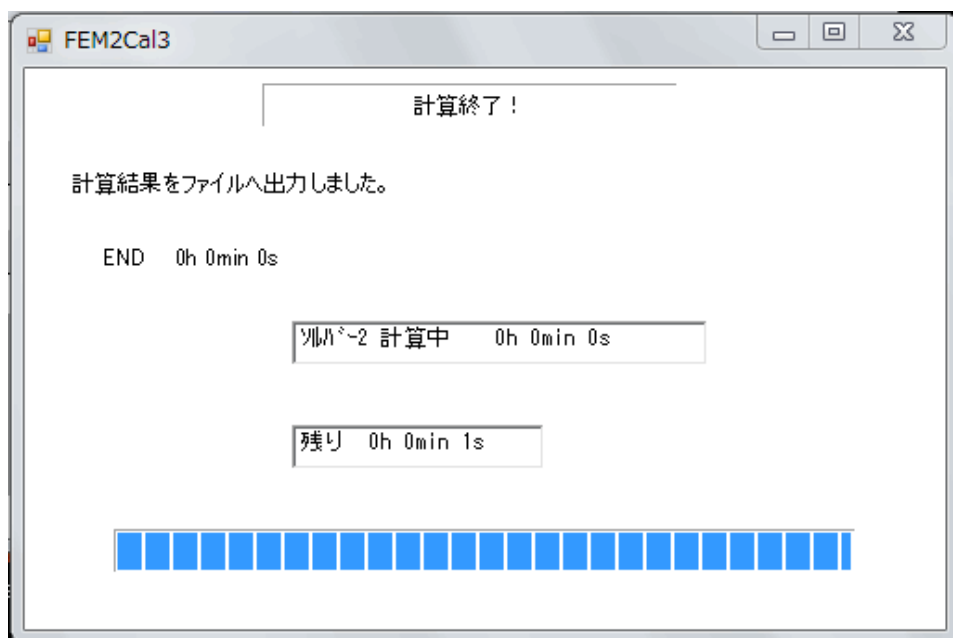 FEM2Cal3
計算終了！
計算結果をファイルへ出力しました。
END 0h 0min 0s
ｿﾙﾊﾞｰ2 計算中 0h 0min 0s
残り 0h 0min 1s